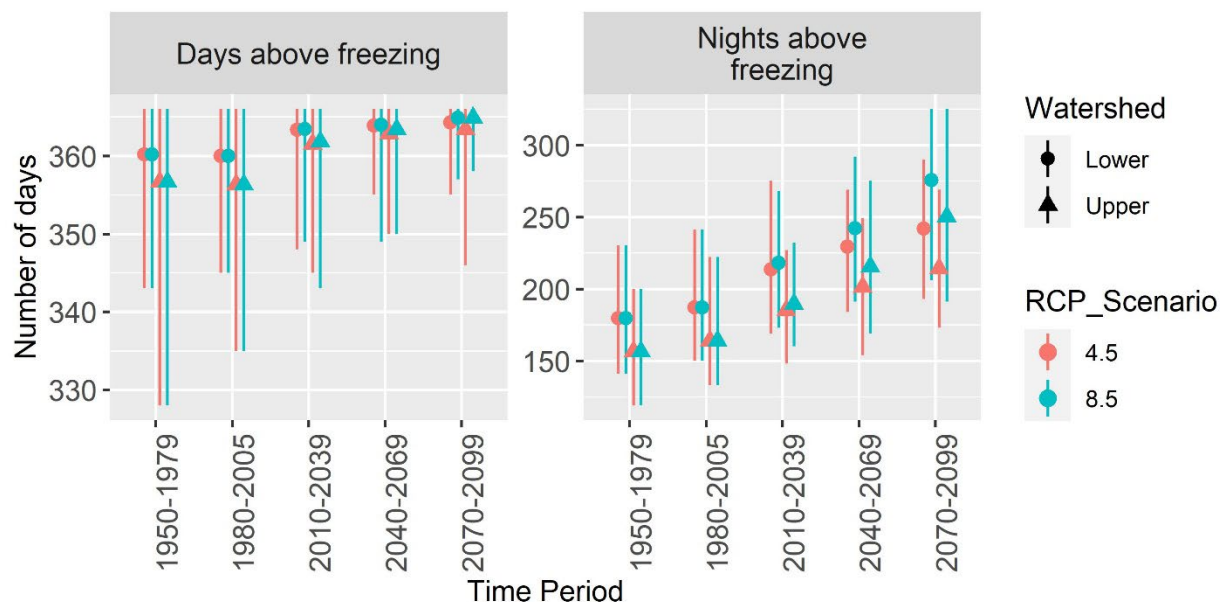 Days above freezing
Nights above
freezing
Number of days
360
350
340
330
300
250
200
150
1950-1979
1980-2005
2010-2039
2040-2069
2070-2099
1950-1979
1980-2005
2010-2039
2040-2069
2070-2099
Time Period
Watershed
Lower
Upper
RCP_Scenario
4.5
8.5